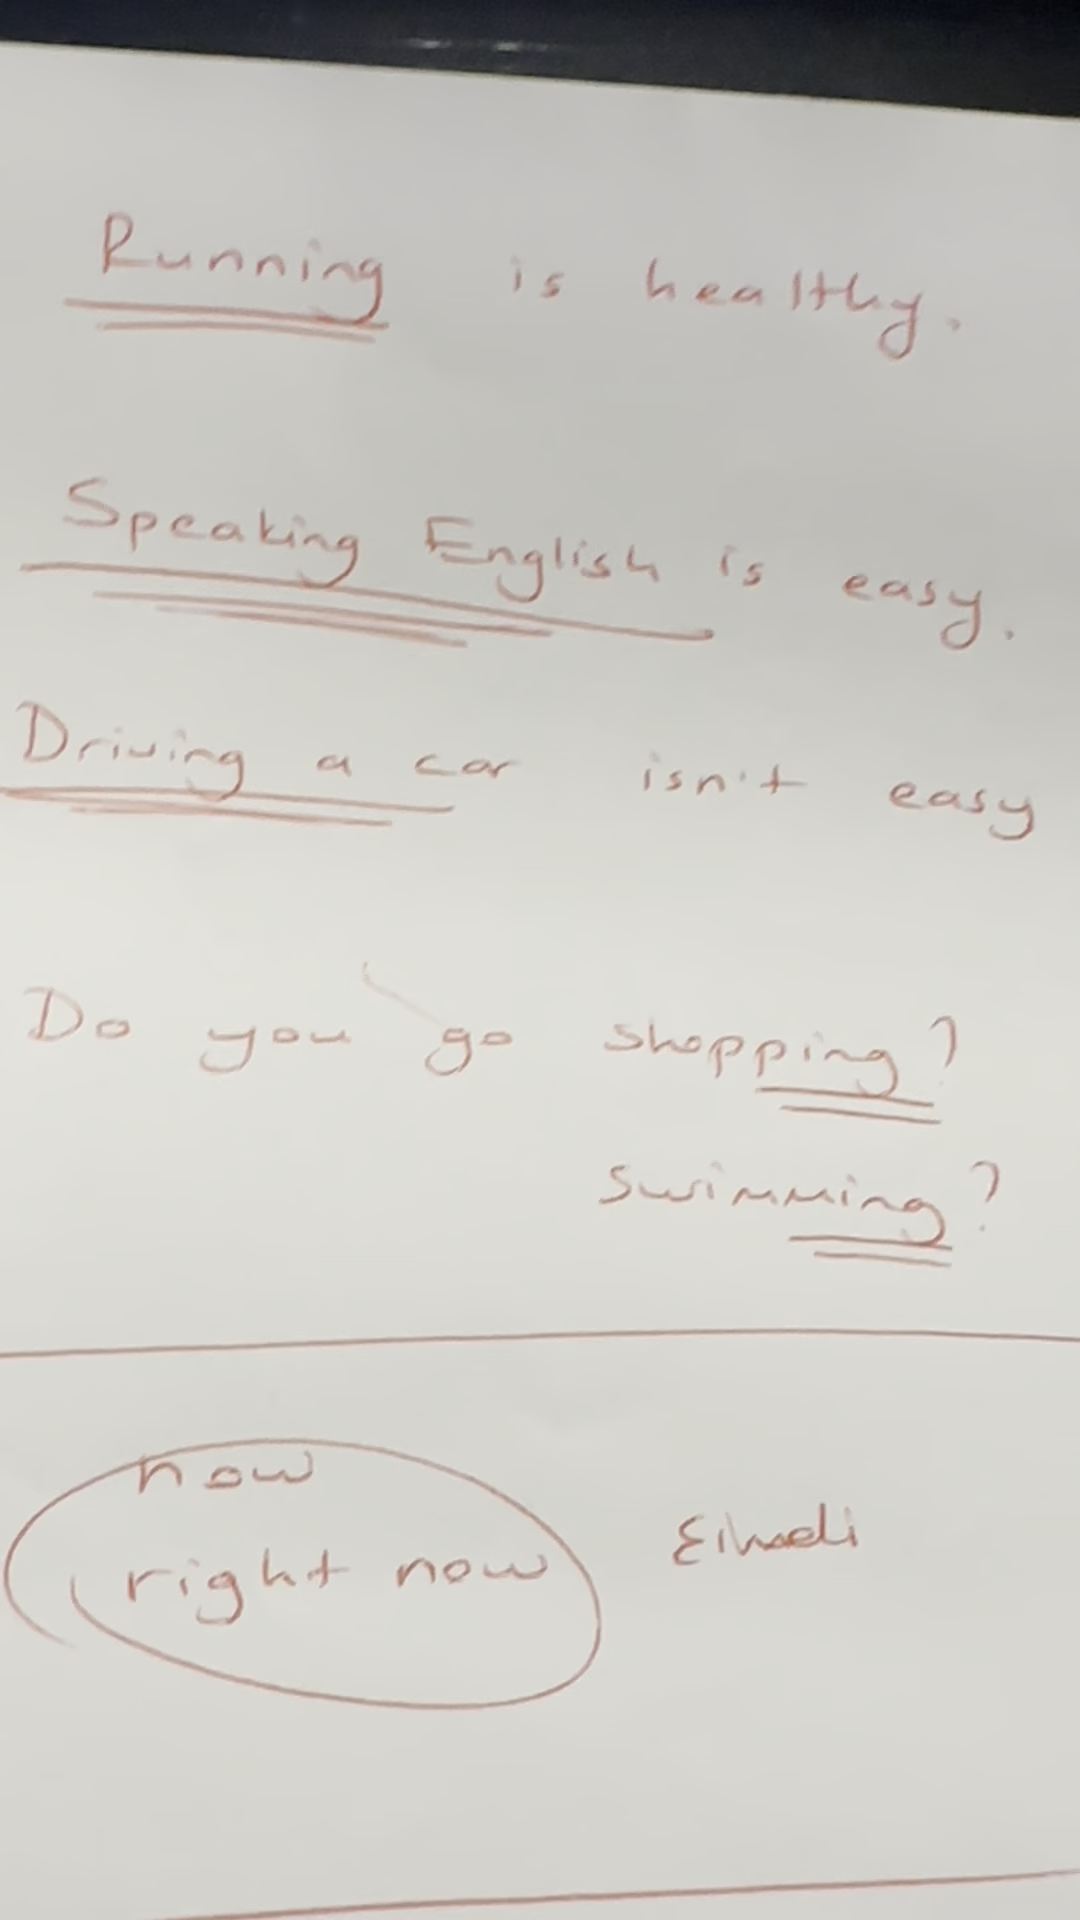 Running is healthy.
Speaking English is easy.
Driving a car isn't easy
Do you go shopping?
swimming?
now
right now